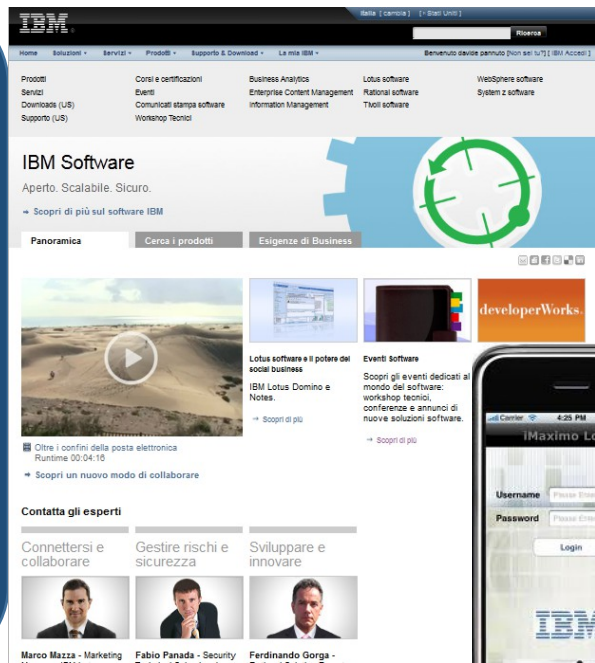 IBM
Italia [ cambia ] [ > Stati Uniti ]
Ricerca
Home Soluzioni Servizi Prodotti Supporto & Download La mia IBM Benvenuto davide pannuto [Non sei tu?] [ IBM Accedi ]
Prodotti
Servizi
Downloads (US)
Supporto (US)
Corsi e certificazioni
Eventi
Comunicati stampa software
Workshop Tecnici
Business Analytics
Enterprise Content Management
Information Management
Lotus software
Rational software
Tivoli software
WebSphere software
System z software
IBM Software
Aperto. Scalabile. Sicuro.
Scopri di più sul software IBM
Panoramica Cerca i prodotti Esigenze di Business
developerWorks.
Oltre i confini della posta elettronica
Runtime 00:04:16
Scopri un nuovo modo di collaborare
Lotus software e il potere del
social business
IBM Lotus Domino e
Notes.
Scopri di più
Eventi Software
Scopri gli eventi dedicati al
mondo del software:
workshop tecnici,
conferenze e annunci di
nuove soluzioni software.
Scopri di più
Carrier 4:25 PM
iMaximo Lo
Username
Password
Login
IBM
Contatta gli esperti
Connettersi e
collaborare
Gestire rischi e
sicurezza
Sviluppare e
innovare
Marco Mazza - Marketing
Fabio Panada - Security
Ferdinando Gorga -